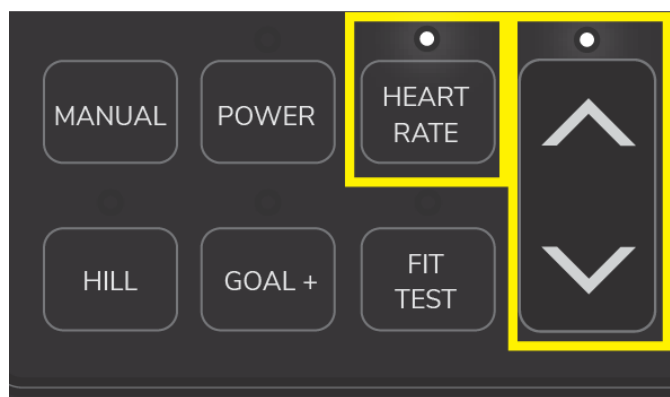 MANUAL
POWER
HEART
RATE
HILL
GOAL +
FIT
TEST